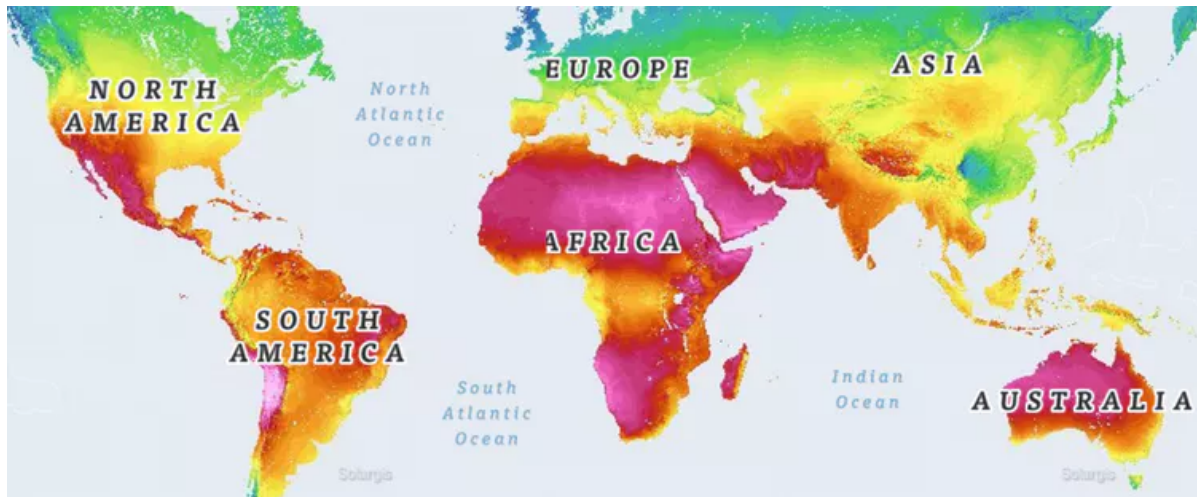 NORTH
AMERICA
North
Atlantic
Ocean
EUROPE
ASIA
AFRICA
SOUTH
AMERICA
South
Atlantic
Ocean
Indian
Ocean
AUSTRALIA
Solargis
Solargis